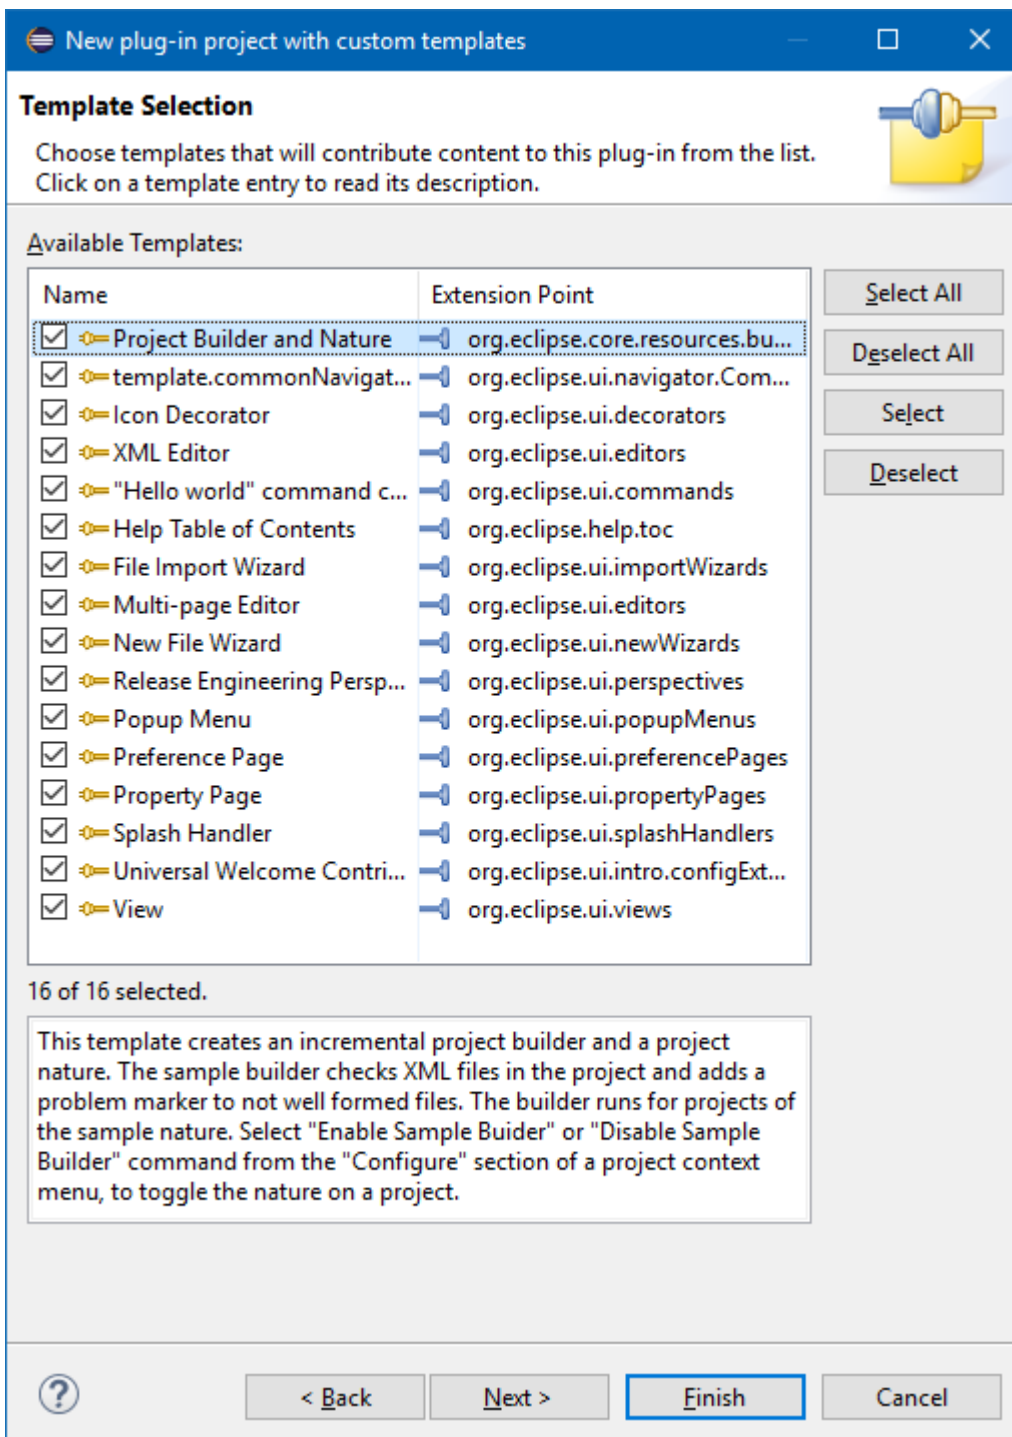 New plug-in project with custom templates
Template Selection
Choose templates that will contribute content to this plug-in from the list.
Click on a template entry to read its description.
Available Templates:
Name Extension Point
Project Builder and Nature org.eclipse.core.resources.bu...
template.commonNavigat... org.eclipse.ui.navigator.Com...
Icon Decorator org.eclipse.ui.decorators
XML Editor org.eclipse.ui.editors
"Hello world" command c... org.eclipse.ui.commands
Help Table of Contents org.eclipse.help.toc
File Import Wizard org.eclipse.ui.importWizards
Multi-page Editor org.eclipse.ui.editors
New File Wizard org.eclipse.ui.newWizards
Release Engineering Persp... org.eclipse.ui.perspectives
Popup Menu org.eclipse.ui.popupMenus
Preference Page org.eclipse.ui.preferencePages
Property Page org.eclipse.ui.propertyPages
Splash Handler org.eclipse.ui.splashHandlers
Universal Welcome Contri... org.eclipse.ui.intro.configExt...
View org.eclipse.ui.views
Select All
Deselect All
Select
Deselect
16 of 16 selected.
This template creates an incremental project builder and a project
nature. The sample builder checks XML files in the project and adds a
problem marker to not well formed files. The builder runs for projects of
the sample nature. Select "Enable Sample Buider" or "Disable Sample
Builder" command from the "Configure" section of a project context
menu, to toggle the nature on a project.
? < Back Next > Finish Cancel